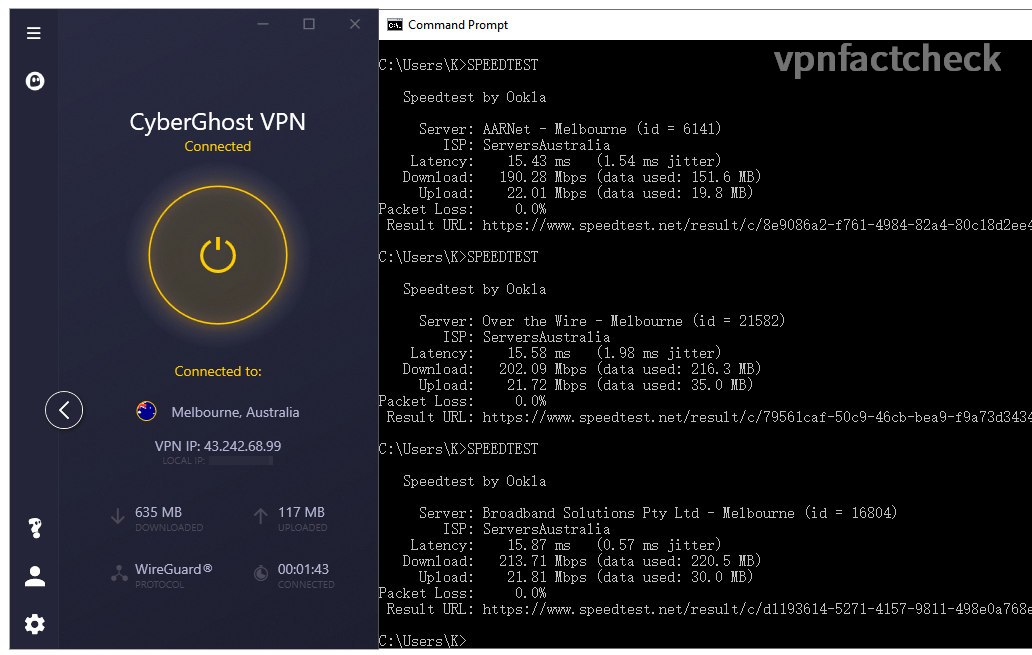 CyberGhost VPN
Connected
Connected to:
Melbourne, Australia
VPN IP: 43.242.68.99
LOCAL IP:
635 MB
DOWNLOADED
117 MB
UPLOADED
WireGuard®
PROTOCOL
00:01:43
CONNECTED
Command Prompt
vpnfactcheck
C:\Users\K>SPEEDTEST
Speedtest by Ookla
Server: AARNet - Melbourne (id = 6141)
ISP: ServersAustralia
Latency: 15.43 ms (1.54 ms jitter)
Download: 190.28 Mbps (data used: 151.6 MB)
Upload: 22.01 Mbps (data used: 19.8 MB)
Packet Loss: 0.0%
Result URL: https://www.speedtest.net/result/c/8e9086a2-f761-4984-82a4-80c18d2ee4
C:\Users\K>SPEEDTEST
Speedtest by Ookla
Server: Over the Wire - Melbourne (id = 21582)
ISP: ServersAustralia
Latency: 15.58 ms (1.98 ms jitter)
Download: 202.09 Mbps (data used: 216.3 MB)
Upload: 21.72 Mbps (data used: 35.0 MB)
Packet Loss: 0.0%
Result URL: https://www.speedtest.net/result/c/79561caf-50c9-46cb-bea9-f9a73d3434
C:\Users\K>SPEEDTEST
Speedtest by Ookla
Server: Broadband Solutions Pty Ltd - Melbourne (id = 16804)
ISP: ServersAustralia
Latency: 15.87 ms (0.57 ms jitter)
Download: 213.71 Mbps (data used: 220.5 MB)
Upload: 21.81 Mbps (data used: 30.0 MB)
Packet Loss: 0.0%
Result URL: https://www.speedtest.net/result/c/d1193614-5271-4157-9811-498e0a768e
C:\Users\K>